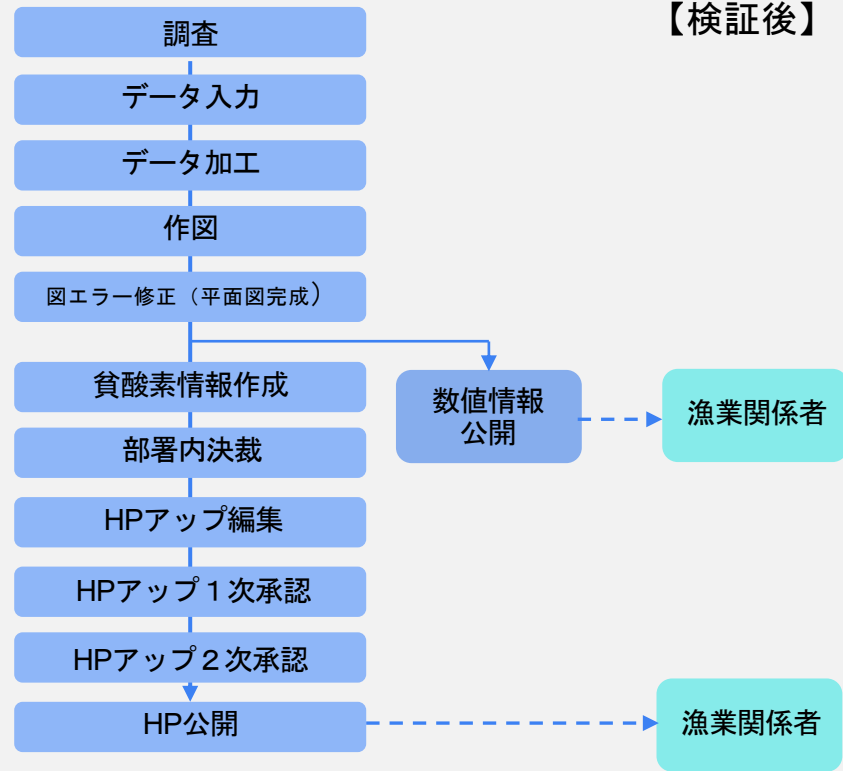 【検証後】
調査
データ入力
データ加工
作図
図エラー修正（平面図完成）
貧酸素情報作成
数値情報
公開
漁業関係者
部署内決裁
HPアップ編集
HPアップ１次承認
HPアップ２次承認
HP公開
漁業関係者